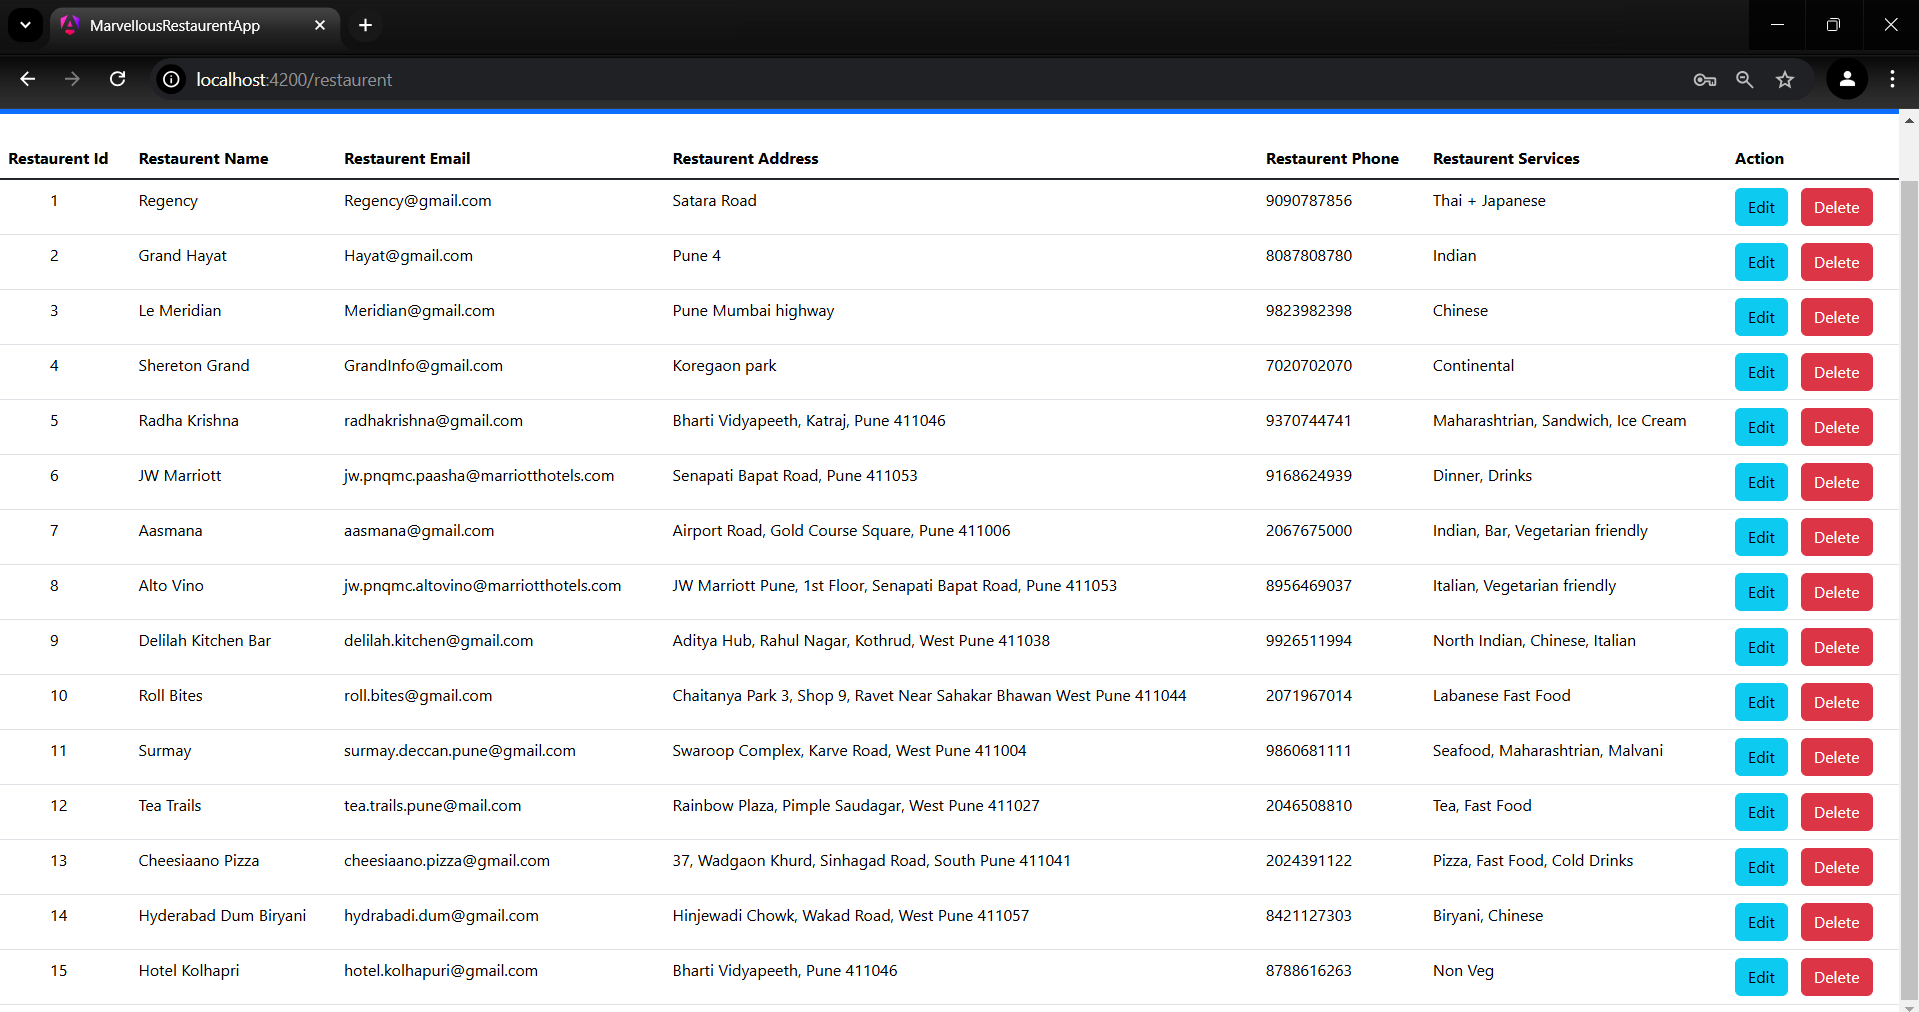 MarvellousRestaurentApp
localhost:4200/restaurent
Restaurent Id Restaurent Name Restaurent Email Restaurent Address Restaurent Phone Restaurent Services Action
1 Regency Regency@gmail.com Satara Road 9090787856 Thai + Japanese Edit Delete
2 Grand Hayat Hayat@gmail.com Pune 4 8087808780 Indian Edit Delete
3 Le Meridian Meridian@gmail.com Pune Mumbai highway 9823982398 Chinese Edit Delete
4 Shereton Grand GrandInfo@gmail.com Koregaon park 7020702070 Continental Edit Delete
5 Radha Krishna radhakrishna@gmail.com Bharti Vidyapeeth, Katraj, Pune 411046 9370744741 Maharashtrian, Sandwich, Ice Cream Edit Delete
6 JW Marriott jw.pnqmc.paasha@marriotthotels.com Senapati Bapat Road, Pune 411053 9168624939 Dinner, Drinks Edit Delete
7 Aasmana aasmana@gmail.com Airport Road, Gold Course Square, Pune 411006 2067675000 Indian, Bar, Vegetarian friendly Edit Delete
8 Alto Vino jw.pnqmc.altovino@marriotthotels.com JW Marriott Pune, 1st Floor, Senapati Bapat Road, Pune 411053 8956469037 Italian, Vegetarian friendly Edit Delete
9 Delilah Kitchen Bar delilah.kitchen@gmail.com Aditya Hub, Rahul Nagar, Kothrud, West Pune 411038 9926511994 North Indian, Chinese, Italian Edit Delete
10 Roll Bites roll.bites@gmail.com Chaitanya Park 3, Shop 9, Ravet Near Sahakar Bhawan West Pune 411044 2071967014 Labanese Fast Food Edit Delete
11 Surmay surmay.deccan.pune@gmail.com Swaroop Complex, Karve Road, West Pune 411004 9860681111 Seafood, Maharashtrian, Malvani Edit Delete
12 Tea Trails tea.trails.pune@mail.com Rainbow Plaza, Pimple Saudagar, West Pune 411027 2046508810 Tea, Fast Food Edit Delete
13 Cheesiaano Pizza cheesiaano.pizza@gmail.com 37, Wadgaon Khurd, Sinhagad Road, South Pune 411041 2024391122 Pizza, Fast Food, Cold Drinks Edit Delete
14 Hyderabad Dum Biryani hydrabadi.dum@gmail.com Hinjewadi Chowk, Wakad Road, West Pune 411057 8421127303 Biryani, Chinese Edit Delete
15 Hotel Kolhapri hotel.kolhapuri@gmail.com Bharti Vidyapeeth, Pune 411046 8788616263 Non Veg Edit Delete